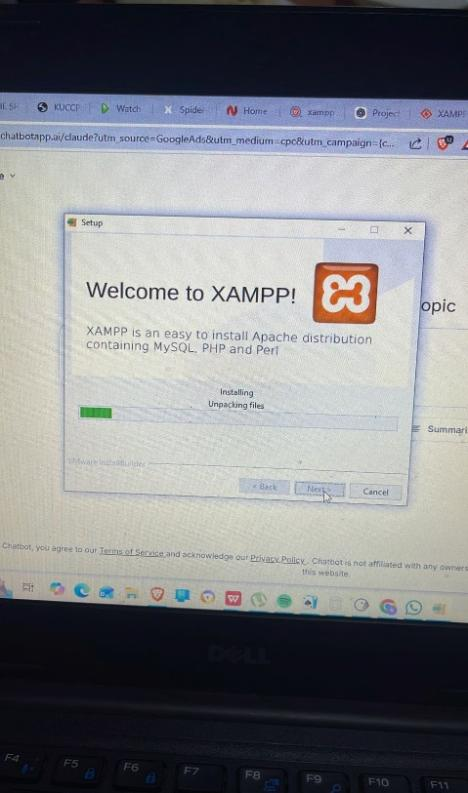 KUCCP
Watch
Spider
Home
xampp
Project
XAMPP
chatbotapp.ai/claude?utm_source=GoogleAds&utm_medium=cpc&utm_campaign={c...
Setup
Welcome to XAMPP!
opic
XAMPP is an easy to install Apache distribution
containing MySQL, PHP and Perl
Installing
Unpacking files
Summari
VMware InstallBuilder
< Back
Next >
Cancel
Chatbot, you agree to our Terms of Service and acknowledge our Privacy Policy. Chatbot is not affiliated with any owners
this website.
DELL
F4
F5
F6
F7
F8
F9
F10
F11